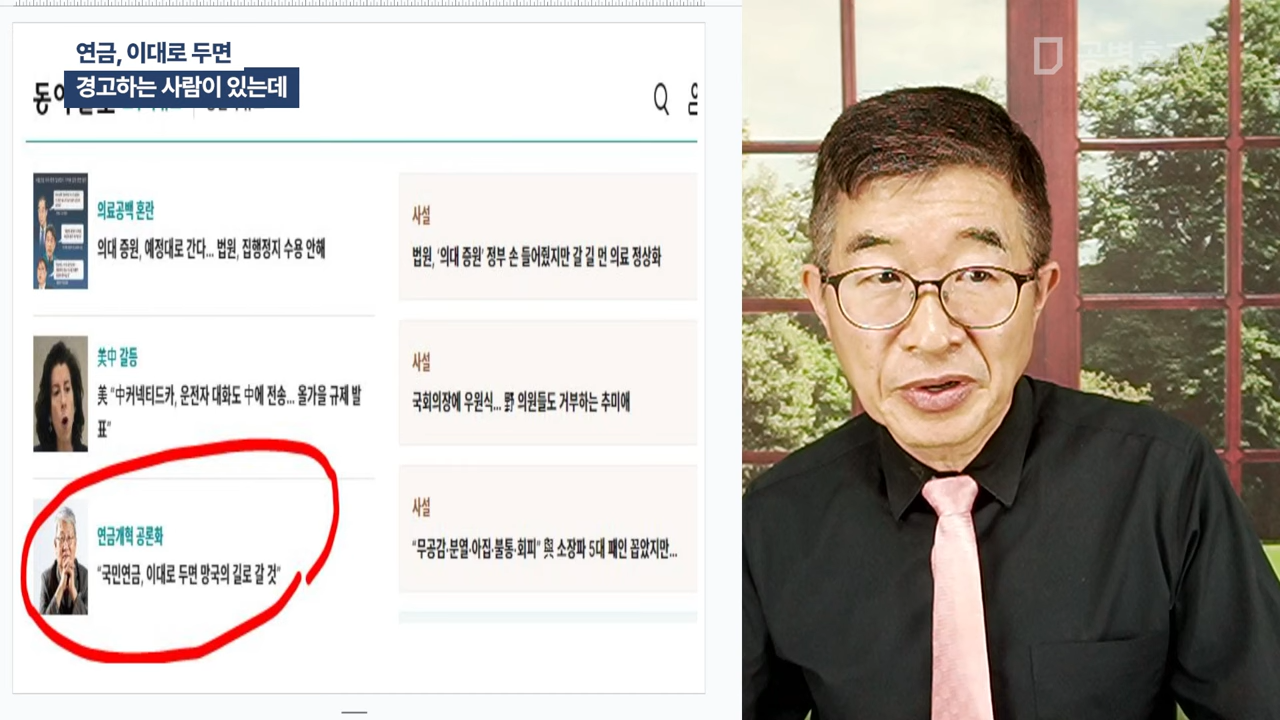 연금, 이대로 두면
경고하는 사람이 있는데
의료공백 혼란
의대 증원, 예정대로 간다... 법원, 집행정지 수용 안해
美中 갈등
美 "中커넥티드카, 운전자 대화도 中에 전송... 올가을 규제 발
표"
연금개혁 공론화
"국민연금, 이대로 두면 망국의 길로 갈 것"
사설
법원, '의대 증원' 정부 손 들어줬지만 갈 길 먼 의료 정상화
사설
국회의장에 우원식... 野 의원들도 거부하는 추미애
사설
"무공감·분열·아집·불통·회피" 與 소장파 5대 패인 꼽았지만...
공병호TV